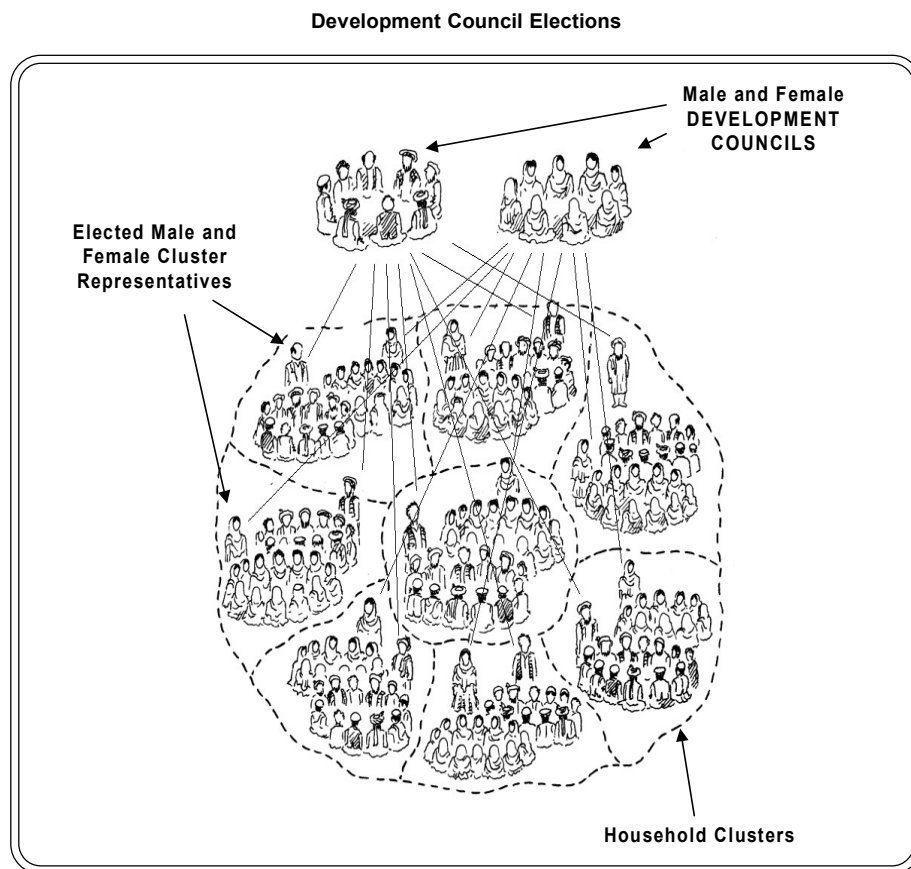 Development Council Elections
Male and Female
DEVELOPMENT
COUNCILS
Elected Male and
Female Cluster
Representatives
Household Clusters